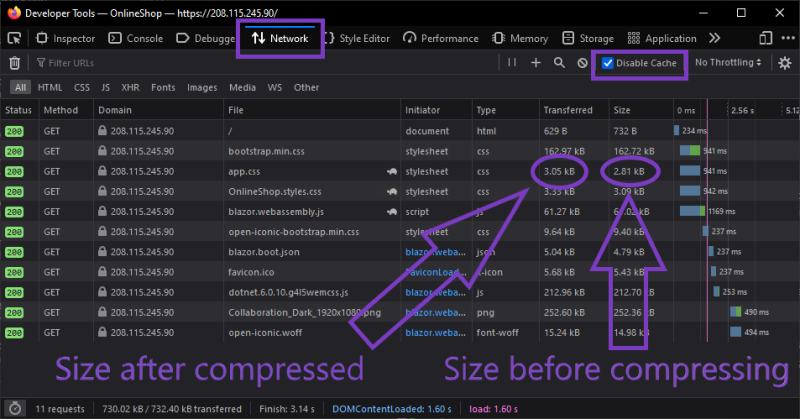 Developer Tools — OnlineShop — https://208.115.245.90/
Inspector Console Debugge Network Style Editor Performance Memory Storage Application
Filter URLs Disable Cache No Throttling
All HTML CSS JS XHR Fonts Images Media WS Other
Status Method Domain File Initiator Type Transferred Size 0 ms 2.56 s 5.12
200 GET 208.115.245.90 / document html 629 B 732 B 234 ms
200 GET 208.115.245.90 bootstrap.min.css stylesheet css 162.97 kB 162.72 kB 941 ms
200 GET 208.115.245.90 app.css stylesheet css 3.05 kB 2.81 kB 941 ms
200 GET 208.115.245.90 OnlineShop.styles.css stylesheet css 3.33 kB 3.09 kB 942 ms
200 GET 208.115.245.90 blazor.webassembly.js script js 61.27 kB kB 1169 ms
200 GET 208.115.245.90 open-iconic-bootstrap.min.css stylesheet css 9.64 kB 9.40 kB 237 ms
200 GET 208.115.245.90 blazor.boot.json blazor.weba... json 5.04 kB 4.79 kB 237 ms
200 GET 208.115.245.90 favicon.ico FaviconLoad... x-icon 5.68 kB 5.43 kB 237 ms
200 GET 208.115.245.90 dotnet.6.0.10.g4l5wemcss.js blazor.weba... js 212.96 kB 212.70 kB 253 ms
200 GET 208.115.245.90 Collaboration_Dark_1920x1080.png blazor.weba... png 252.60 kB 252.36 kB 490 ms
200 GET 208.115.245.90 open-iconic.woff blazor.weba... font-woff 15.24 kB 14.98 kB 494 ms
Size after compressed Size before compressing
11 requests 730.02 kB / 732.40 kB transferred Finish: 3.14 s DOMContentLoaded: 1.60 s load: 1.60 s